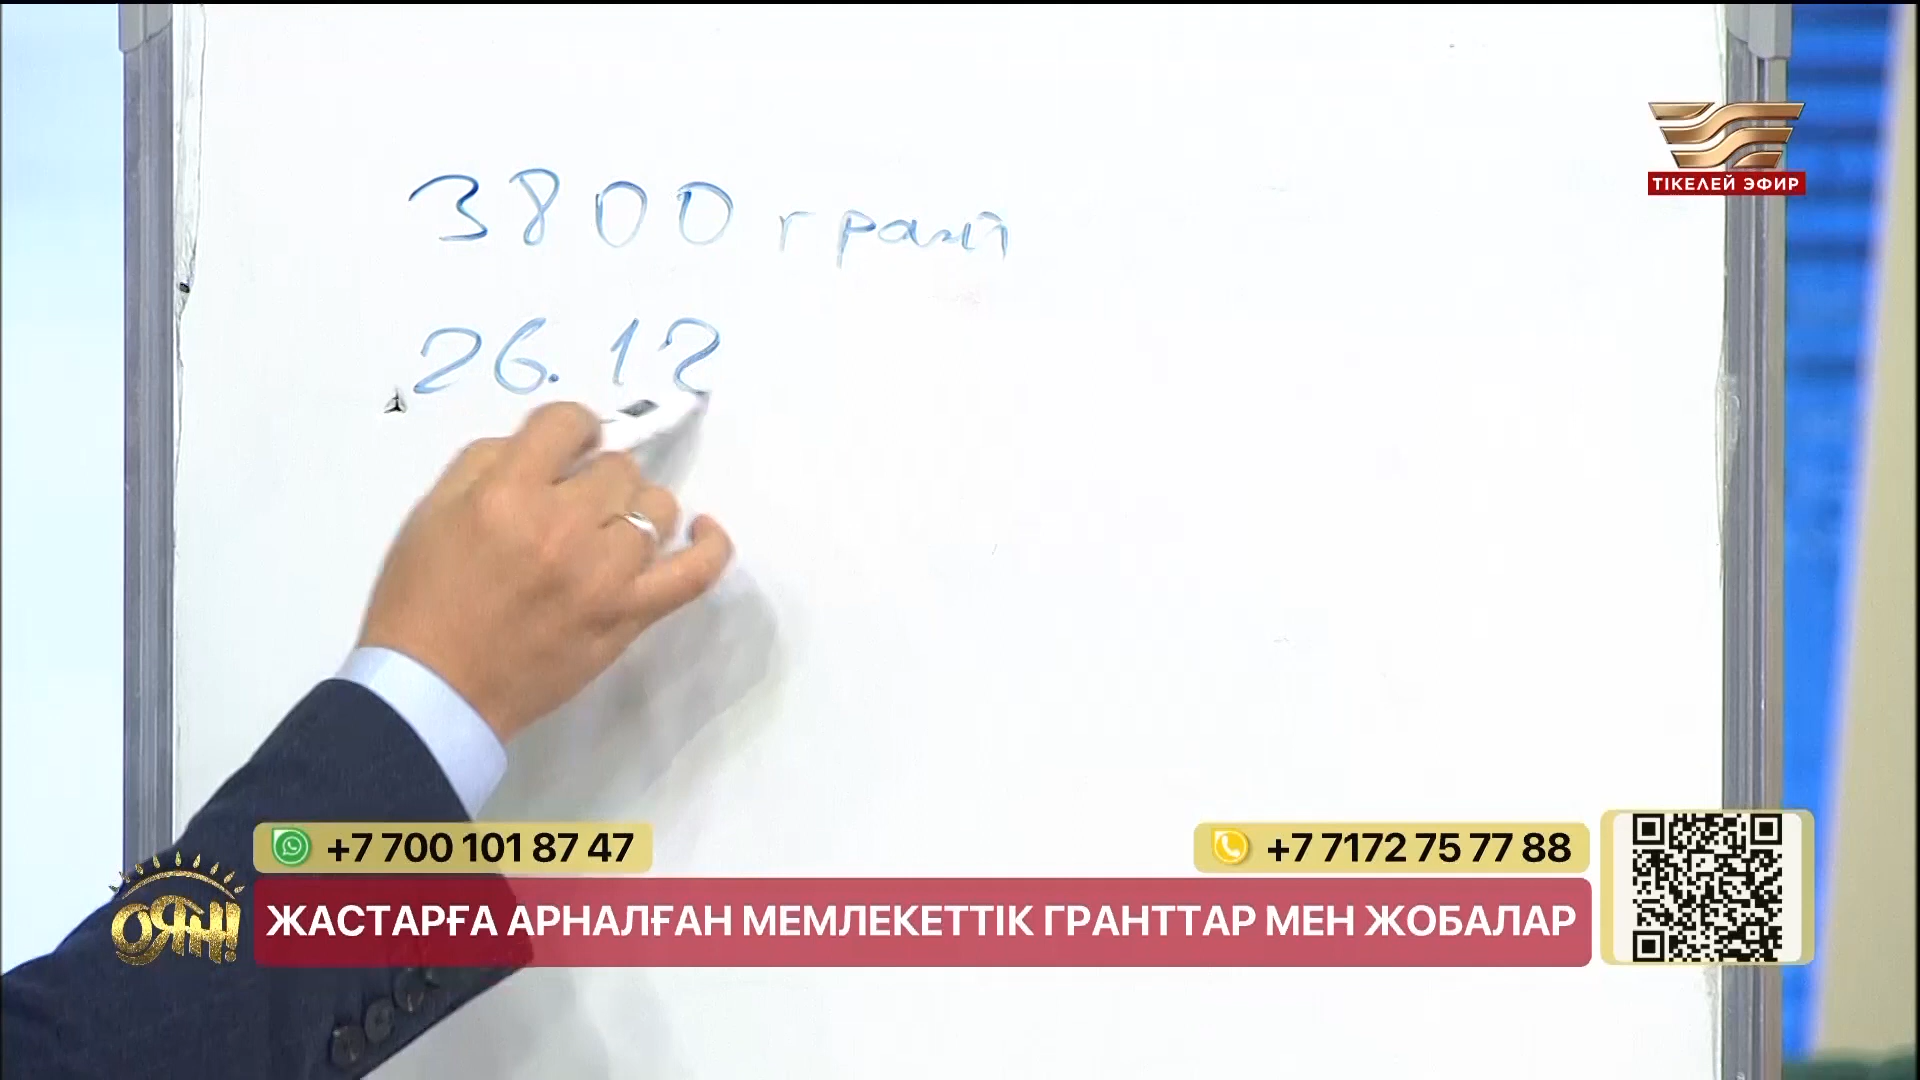 3800 грант
26.12
ТІКЕЛЕЙ ЭФИР
+7 700 101 87 47
+7 7172 75 77 88
ОЯН!
ЖАСТАРҒА АРНАЛҒАН МЕМЛЕКЕТТІК ГРАНТТАР МЕН ЖОБАЛАР